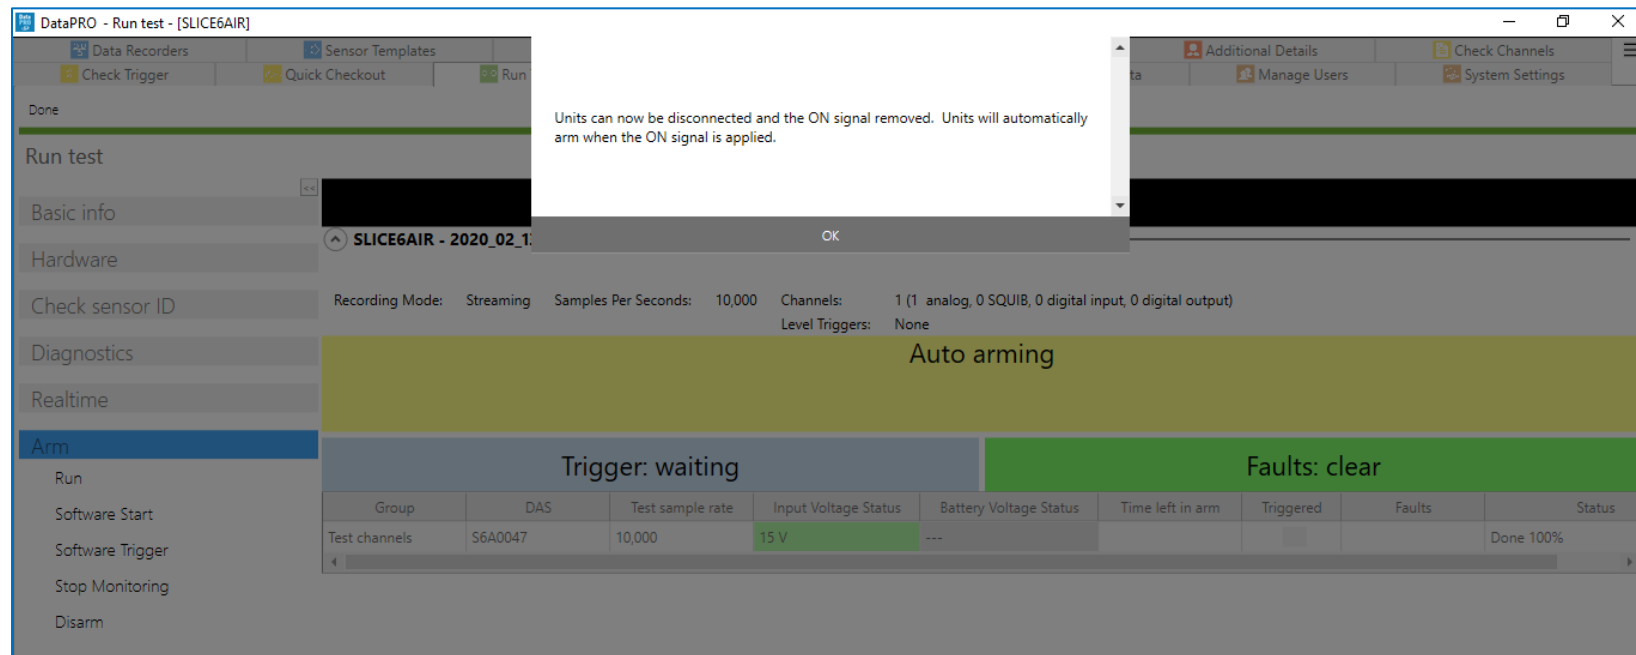 DataPRO - Run test - [SLICE6AIR]
Data Recorders
Sensor Templates
Additional Details
Check Channels
Check Trigger
Quick Checkout
Run
ta
Manage Users
System Settings
Done
Units can now be disconnected and the ON signal removed. Units will automatically
arm when the ON signal is applied.
OK
Run test
<<
Basic info
Hardware
Check sensor ID
Diagnostics
Realtime
Arm
Run
Software Start
Software Trigger
Stop Monitoring
Disarm
SLICE6AIR - 2020_02_1
Recording Mode: Streaming Samples Per Seconds: 10,000 Channels: 1 (1 analog, 0 SQUIB, 0 digital input, 0 digital output)
Level Triggers: None
Auto arming
Trigger: waiting
Faults: clear
Group DAS Test sample rate Input Voltage Status Battery Voltage Status Time left in arm Triggered Faults Status
Test channels S6A0047 10,000 15 V --- Done 100%